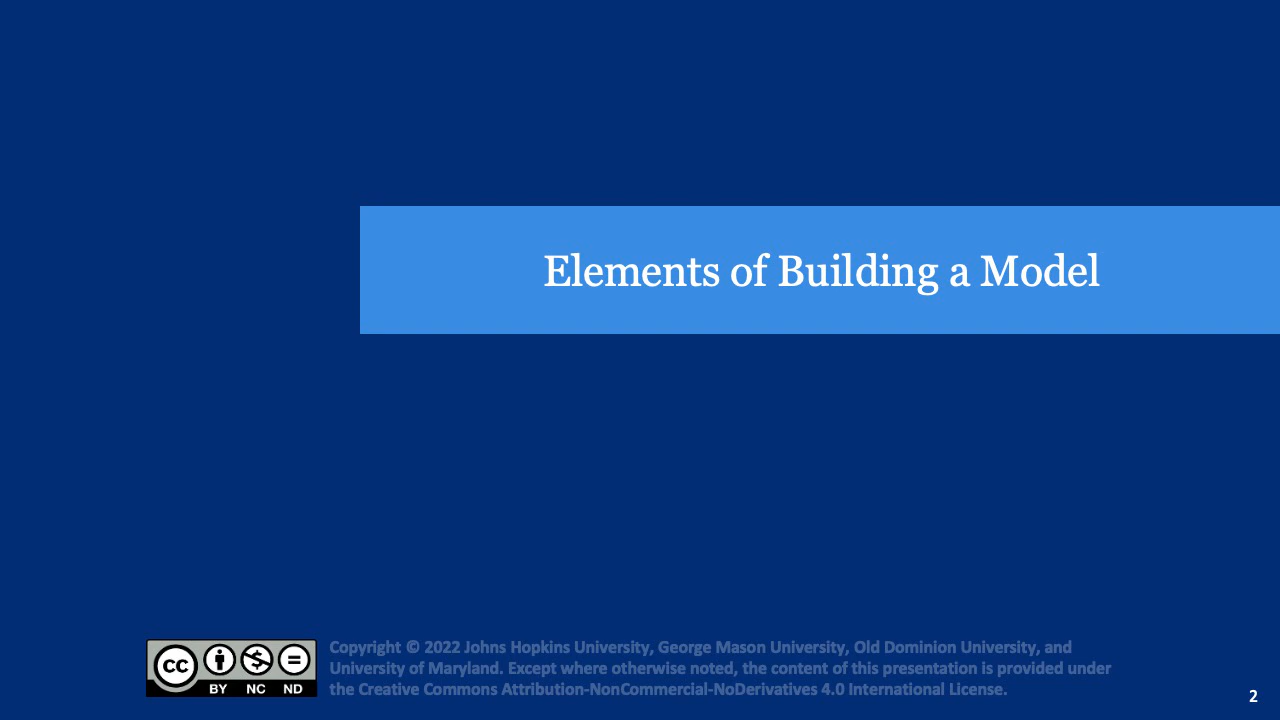 Elements of Building a Model
Copyright © 2022 Johns Hopkins University, George Mason University, Old Dominion University, and
University of Maryland. Except where otherwise noted, the content of this presentation is provided under
the Creative Commons Attribution-NonCommercial-NoDerivatives 4.0 International License.
CC
BY NC ND
2